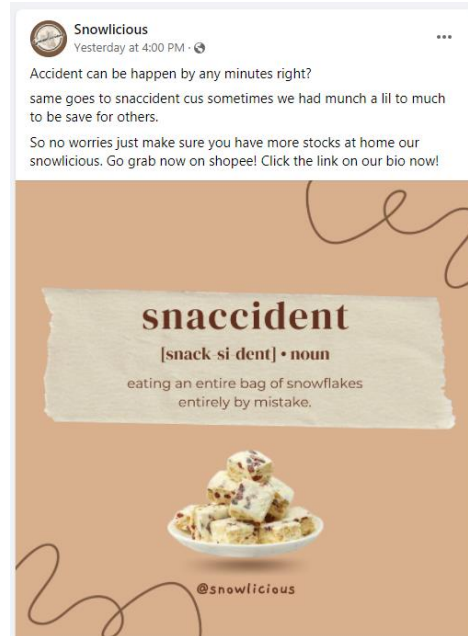 Snowlicious
Yesterday at 4:00 PM ·
Accident can be happen by any minutes right?
same goes to snaccident cus sometimes we had munch a lil to much
to be save for others.
So no worries just make sure you have more stocks at home our
snowlicious. Go grab now on shopee! Click the link on our bio now!
snaccident
[snack-si-dent] • noun
eating an entire bag of snowflakes
entirely by mistake.
@snowlicious